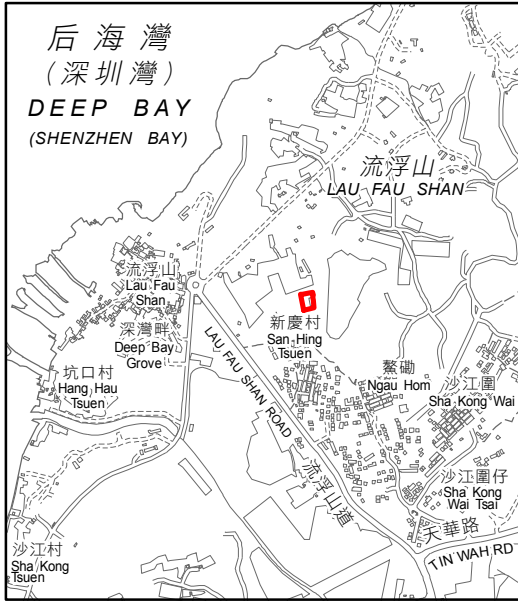 后海灣
(深圳灣)
DEEP BAY
(SHENZHEN BAY)
流浮山
LAU FAU SHAN
流浮山
Lau Fau
Shan
深灣畔
Deep Bay
Grove
坑口村
Hang Hau
Tsuen
新慶村
San Hing
Tsuen
鰲磡
Ngau Hom
沙江圍
Sha Kong Wai
沙江圍仔
Sha Kong
Wai Tsai
LAU FAU SHAN ROAD
流浮山道
天華路
TIN WAH RD
沙江村
Sha Kong
Tsuen